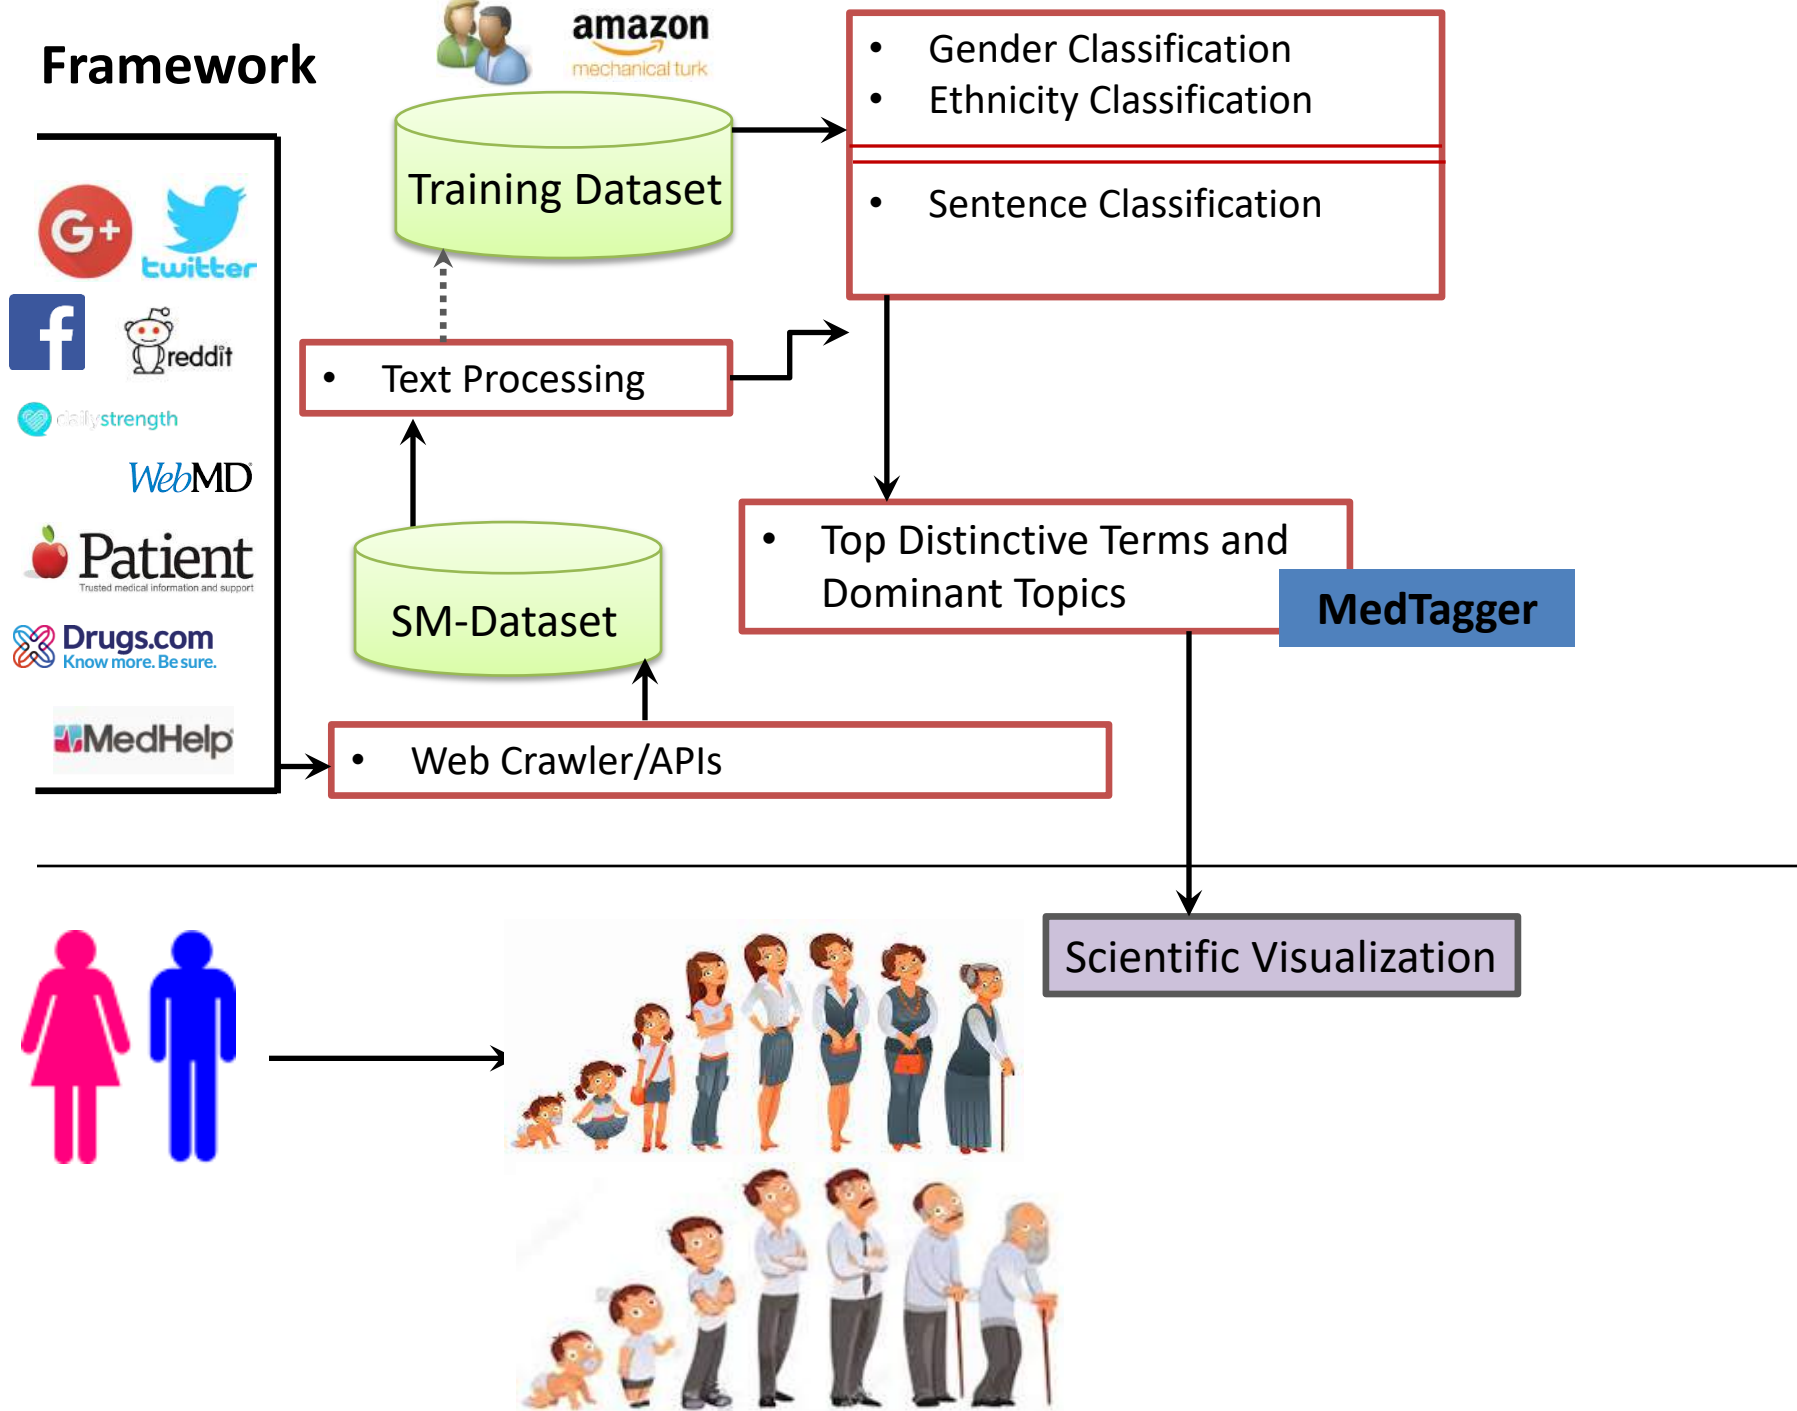 Framework
amazon
mechanical turk
Training Dataset
• Gender Classification
• Ethnicity Classification
• Sentence Classification
G+
twitter
f
reddit
dailystrength
WebMD
Patient
Trusted medical information and support
Drugs.com
Know more. Be sure.
MedHelp
• Text Processing
SM-Dataset
• Web Crawler/APIs
• Top Distinctive Terms and
Dominant Topics
MedTagger
Scientific Visualization